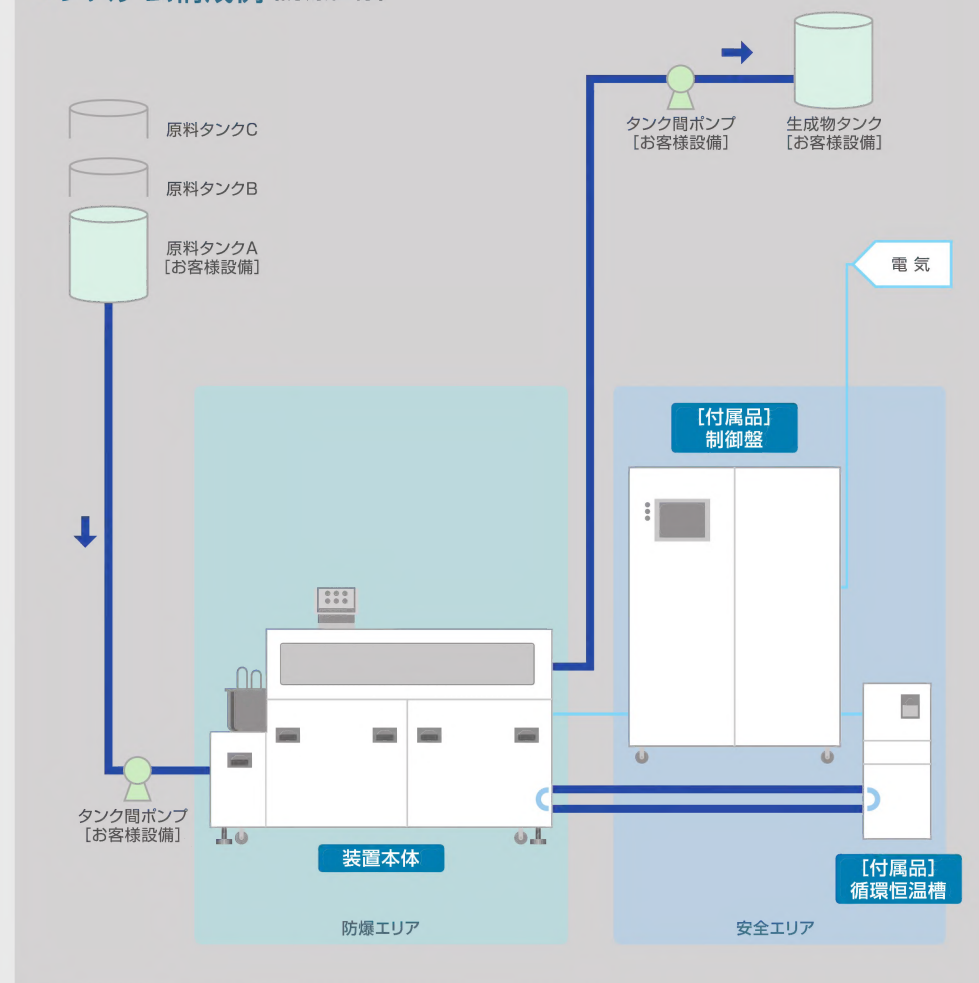 原料タンクC
原料タンクB
原料タンクA
[お客様設備]
タンク間ポンプ
[お客様設備]
生成物タンク
[お客様設備]
電気
[付属品]
制御盤
タンク間ポンプ
[お客様設備]
装置本体
[付属品]
循環恒温槽
防爆エリア
安全エリア